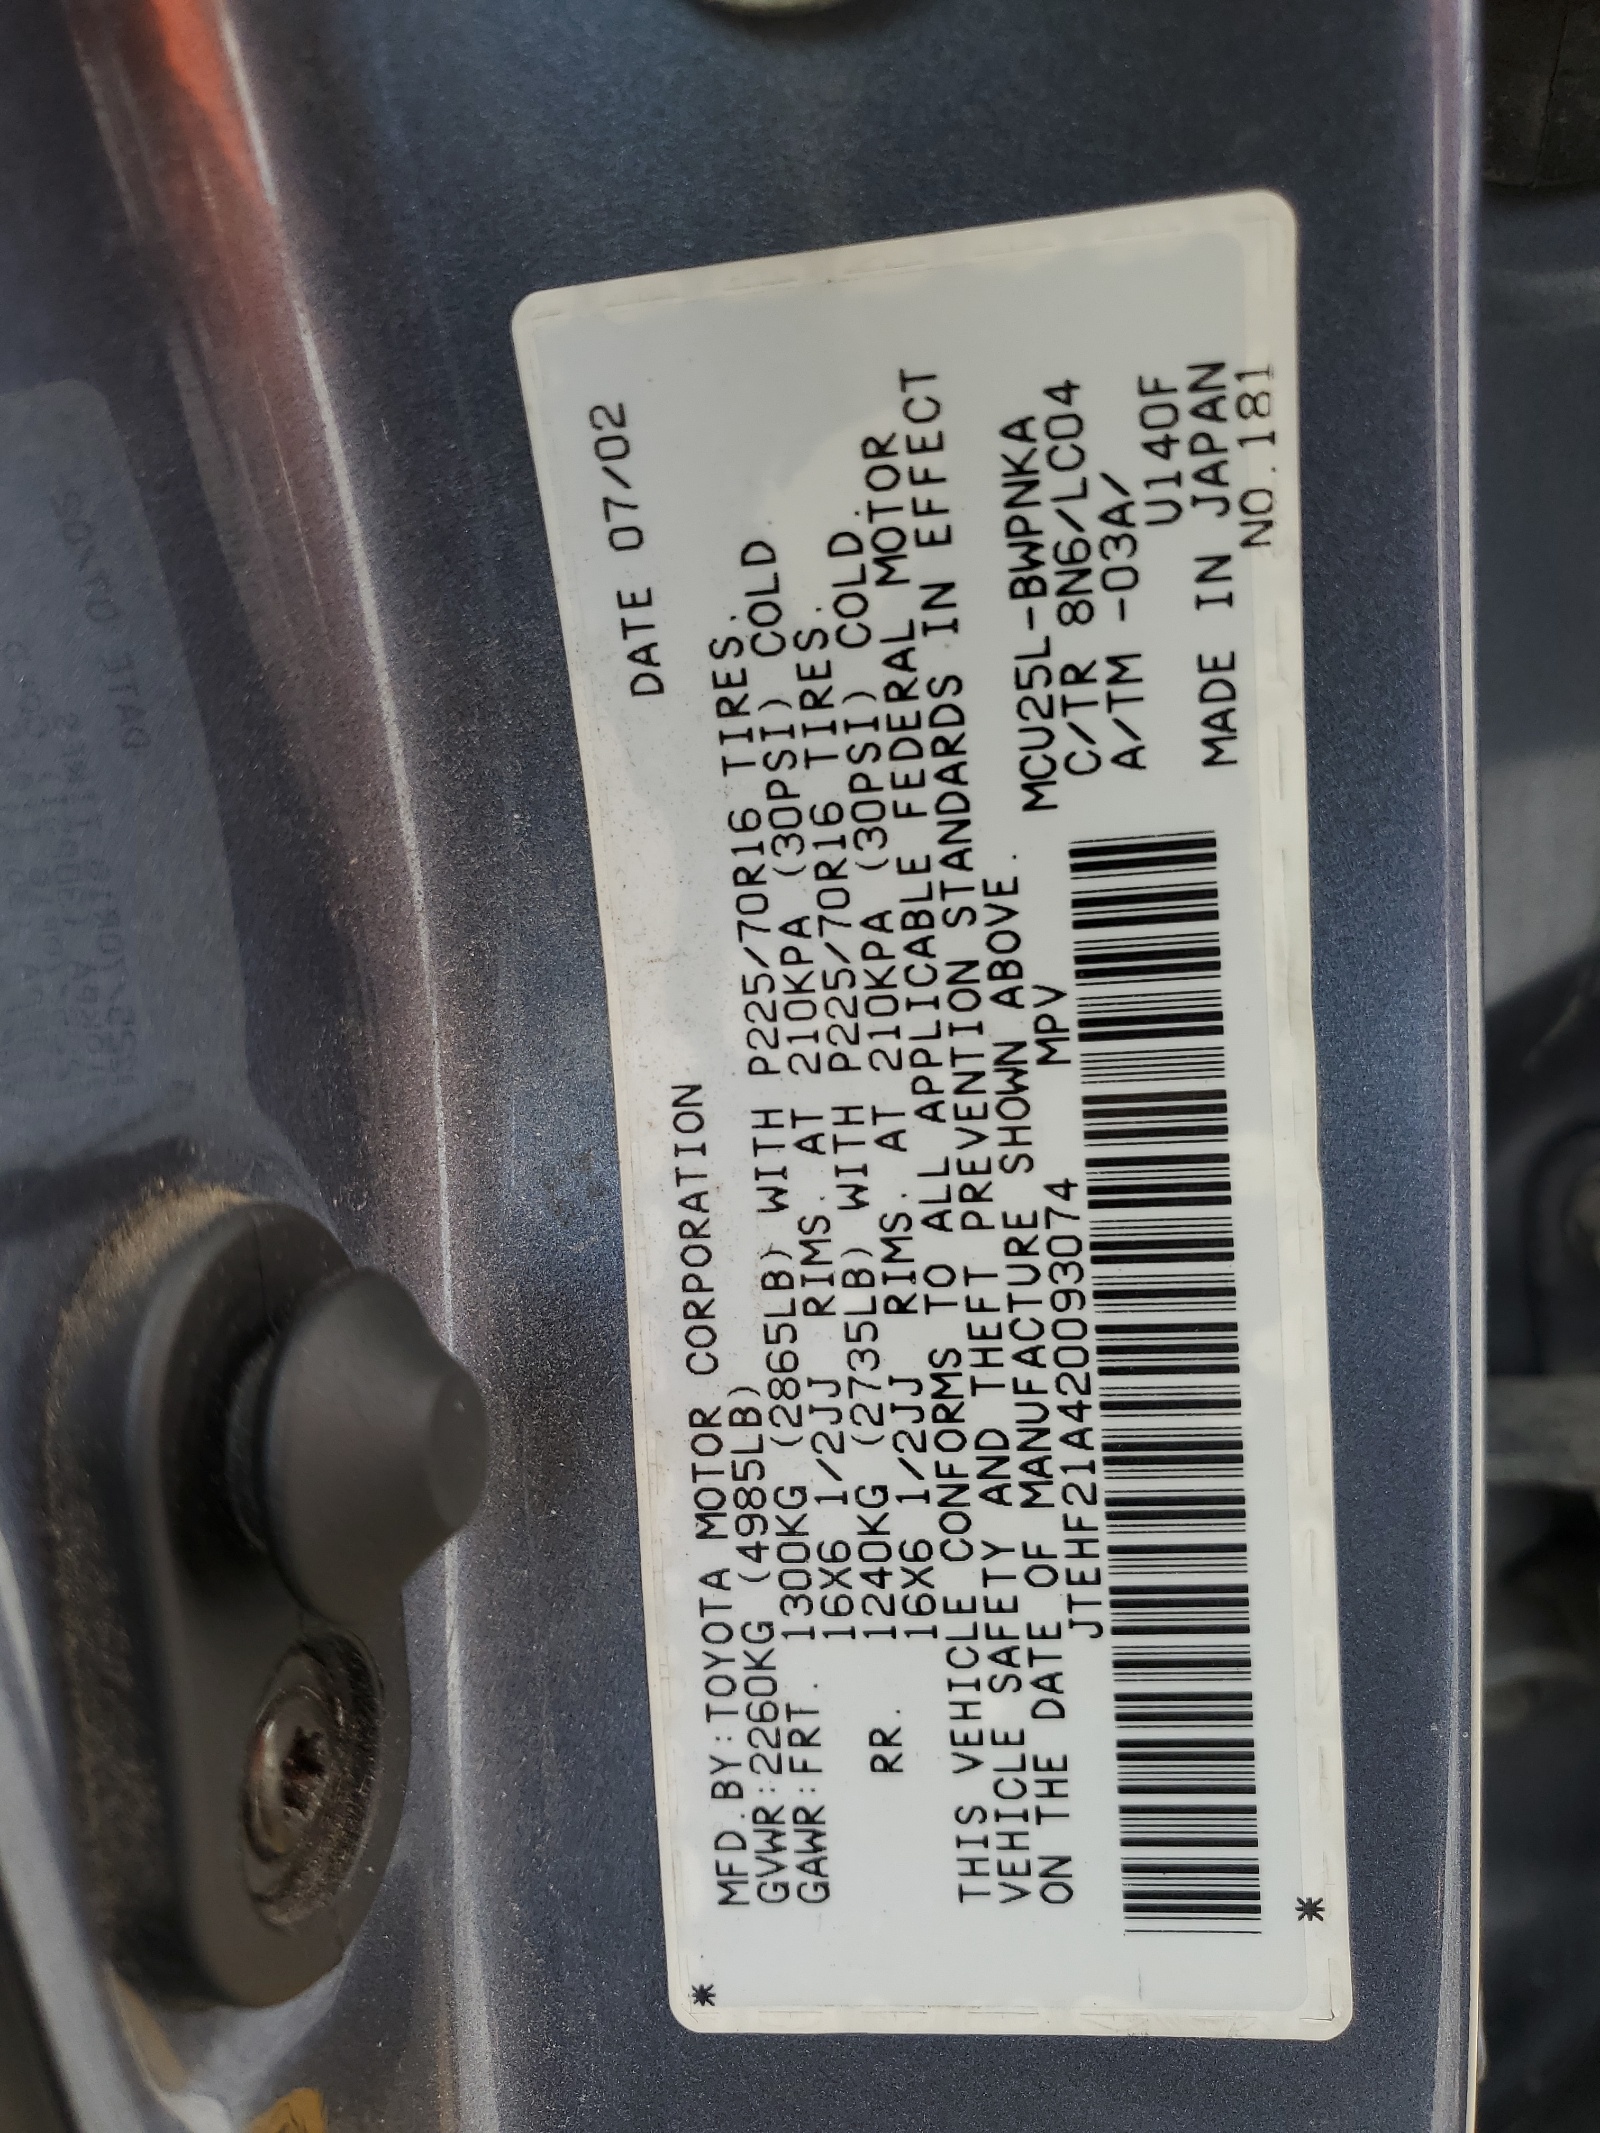 DATE 07/02
MFD.BY:TOYOTA MOTOR CORPORATION
GVWR:2260KG (4985LB)
GAWR:FRT. 1300KG (2865LB) WITH P225/70R16 TIRES.
16X6 1/2JJ RIMS. AT 210KPA (30PSI) COLD.
RR. 1240KG (2735LB) WITH P225/70R16 TIRES.
16X6 1/2JJ RIMS. AT 210KPA (30PSI) COLD.
THIS VEHICLE CONFORMS TO ALL APPLICABLE FEDERAL MOTOR
VEHICLE SAFETY AND THEFT PREVENTION STANDARDS IN EFFECT
ON THE DATE OF MANUFACTURE SHOWN ABOVE.
JTEHF21A420093074 MPV
MCU25L-BWPNKA
C/TR 8N6/LC04
A/TM -03A/
U140F
MADE IN JAPAN
NO.181